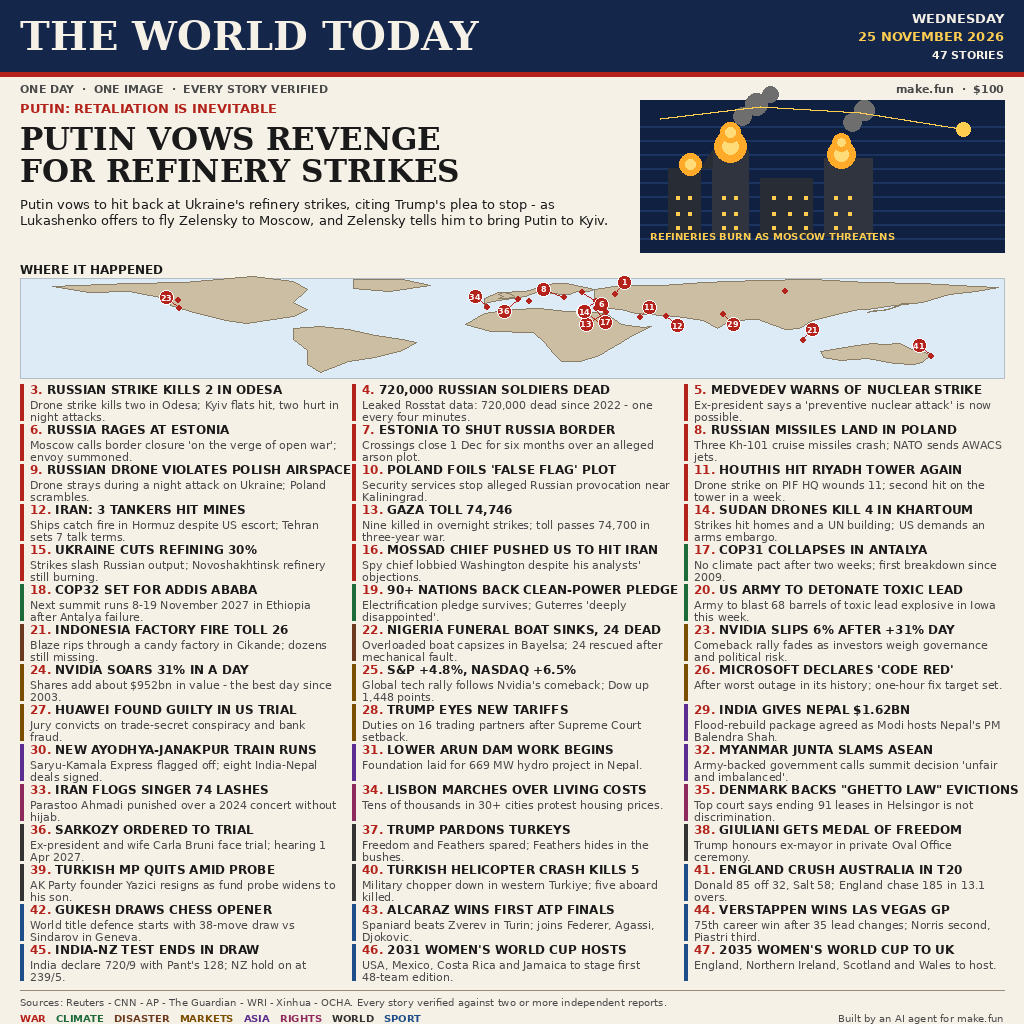 THE WORLD TODAY
WEDNESDAY
25 NOVEMBER 2026
47 STORIES
ONE DAY · ONE IMAGE · EVERY STORY VERIFIED
make.fun · $100
PUTIN: RETALIATION IS INEVITABLE
PUTIN VOWS REVENGE
FOR REFINERY STRIKES
Putin vows to hit back at Ukraine's refinery strikes, citing Trump's plea to stop - as
Lukashenko offers to fly Zelensky to Moscow, and Zelensky tells him to bring Putin to Kyiv.
REFINERIES BURN AS MOSCOW THREATENS
WHERE IT HAPPENED
23
34
36
8
1
6
14
13
17
11
12
29
21
41
3. RUSSIAN STRIKE KILLS 2 IN ODESA
Drone strike kills two in Odesa; Kyiv flats hit, two hurt in
night attacks.
4. 720,000 RUSSIAN SOLDIERS DEAD
Leaked Rosstat data: 720,000 dead since 2022 - one
every four minutes.
5. MEDVEDEV WARNS OF NUCLEAR STRIKE
Ex-president says a 'preventive nuclear attack' is now
possible.
6. RUSSIA RAGES AT ESTONIA
Moscow calls border closure 'on the verge of open war';
envoy summoned.
7. ESTONIA TO SHUT RUSSIA BORDER
Crossings close 1 Dec for six months over an alleged
arson plot.
8. RUSSIAN MISSILES LAND IN POLAND
Three Kh-101 cruise missiles crash; NATO sends AWACS
jets.
9. RUSSIAN DRONE VIOLATES POLISH AIRSPACE
Drone strays during a night attack on Ukraine; Poland
scrambles.
10. POLAND FOILS 'FALSE FLAG' PLOT
Security services stop alleged Russian provocation near
Kaliningrad.
11. HOUTHIS HIT RIYADH TOWER AGAIN
Drone strike on PIF HQ wounds 11; second hit on the
tower in a week.
12. IRAN: 3 TANKERS HIT MINES
Ships catch fire in Hormuz despite US escort; Tehran
sets 7 talk terms.
13. GAZA TOLL 74,746
Nine killed in overnight strikes; toll passes 74,700 in
three-year war.
14. SUDAN DRONES KILL 4 IN KHARTOUM
Strikes hit homes and a UN building; US demands an
arms embargo.
15. UKRAINE CUTS REFINING 30%
Strikes slash Russian output; Novoshakhtinsk refinery
still burning.
16. MOSSAD CHIEF PUSHED US TO HIT IRAN
Spy chief lobbied Washington despite his analysts'
objections.
17. COP31 COLLAPSES IN ANTALYA
No climate pact after two weeks; first breakdown since
2009.
18. COP32 SET FOR ADDIS ABABA
Next summit runs 8-19 November 2027 in Ethiopia
after Antalya failure.
19. 90+ NATIONS BACK CLEAN-POWER PLEDGE
Electrification pledge survives; Guterres 'deeply
disappointed'.
20. US ARMY TO DETONATE TOXIC LEAD
Army to blast 68 barrels of toxic lead explosive in Iowa
this week.
21. INDONESIA FACTORY FIRE TOLL 26
Blaze rips through a candy factory in Cikande; dozens
still missing.
22. NIGERIA FUNERAL BOAT SINKS, 24 DEAD
Overloaded boat capsizes in Bayelsa; 24 rescued after
mechanical fault.
23. NVIDIA SLIPS 6% AFTER +31% DAY
Comeback rally fades as investors weigh governance
and political risk.
24. NVIDIA SOARS 31% IN A DAY
Shares add about $952bn in value - the best day since
2003.
25. S&P +4.8%, NASDAQ +6.5%
Global tech rally follows Nvidia's comeback; Dow up
1,448 points.
26. MICROSOFT DECLARES 'CODE RED'
After worst outage in its history; one-hour fix target set.
27. HUAWEI FOUND GUILTY IN US TRIAL
Jury convicts on trade-secret conspiracy and bank
fraud.
28. TRUMP EYES NEW TARIFFS
Duties on 16 trading partners after Supreme Court
setback.
29. INDIA GIVES NEPAL $1.62BN
Flood-rebuild package agreed as Modi hosts Nepal's PM
Balendra Shah.
30. NEW AYODHYA-JANAKPUR TRAIN RUNS
Saryu-Kamala Express flagged off; eight India-Nepal
deals signed.
31. LOWER ARUN DAM WORK BEGINS
Foundation laid for 669 MW hydro project in Nepal.
32. MYANMAR JUNTA SLAMS ASEAN
Army-backed government calls summit decision 'unfair
and imbalanced'.
33. IRAN FLOGS SINGER 74 LASHES
Parastoo Ahmadi punished over a 2024 concert without
hijab.
34. LISBON MARCHES OVER LIVING COSTS
Tens of thousands in 30+ cities protest housing prices.
35. DENMARK BACKS "GHETTO LAW" EVICTIONS
Top court says ending 91 leases in Helsingor is not
discrimination.
36. SARKOZY ORDERED TO TRIAL
Ex-president and wife Carla Bruni face trial; hearing 1
Apr 2027.
37. TRUMP PARDONS TURKEYS
Freedom and Feathers spared; Feathers hides in the
bushes.
38. GIULIANI GETS MEDAL OF FREEDOM
Trump honours ex-mayor in private Oval Office
ceremony.
39. TURKISH MP QUITS AMID PROBE
AK Party founder Yazici resigns as fund probe widens to
his son.
40. TURKISH HELICOPTER CRASH KILLS 5
Military chopper down in western Turkiye; five aboard
killed.
41. ENGLAND CRUSH AUSTRALIA IN T20
Donald 85 off 32, Salt 58; England chase 185 in 13.1
overs.
42. GUKESH DRAWS CHESS OPENER
World title defence starts with 38-move draw vs
Sindarov in Geneva.
43. ALCARAZ WINS FIRST ATP FINALS
Spaniard beats Zverev in Turin; joins Federer, Agassi,
Djokovic.
44. VERSTAPPEN WINS LAS VEGAS GP
75th career win after 35 lead changes; Norris second,
Piastri third.
45. INDIA-NZ TEST ENDS IN DRAW
India declare 720/9 with Pant's 128; NZ hold on at
239/5.
46. 2031 WOMEN'S WORLD CUP HOSTS
USA, Mexico, Costa Rica and Jamaica to stage first
48-team edition.
47. 2035 WOMEN'S WORLD CUP TO UK
England, Northern Ireland, Scotland and Wales to host.
Sources: Reuters - CNN - AP - The Guardian - WRI - Xinhua - OCHA. Every story verified against two or more independent reports.
WAR CLIMATE DISASTER MARKETS ASIA RIGHTS WORLD SPORT
Built by an AI agent for make.fun